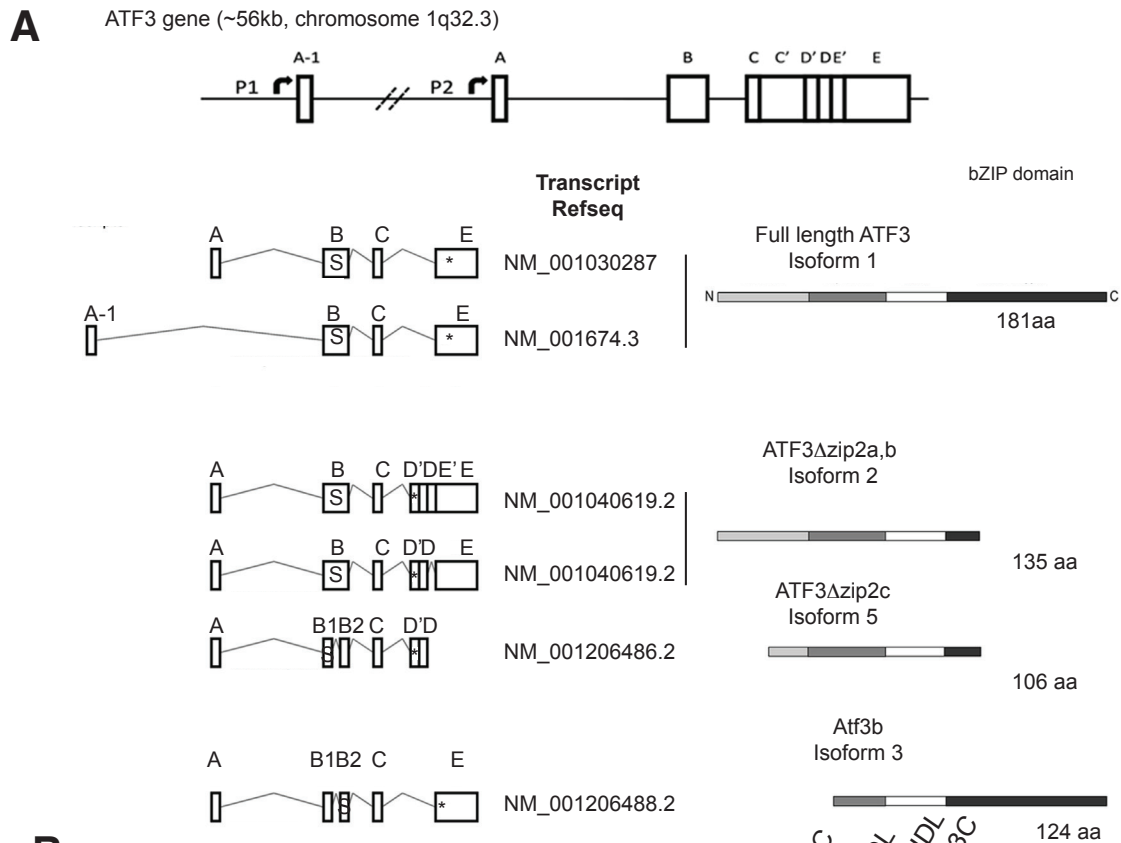 A
ATF3 gene (~56kb, chromosome 1q32.3)
A-1 A B C C' D' D E' E
P1 P2
bZIP domain
Transcript
Refseq
A B C E
S *
NM_001030287
Full length ATF3
Isoform 1
N C
181aa
A-1 B C E
S *
NM_001674.3
ATF3Δzip2a,b
Isoform 2
A B C D'DE' E
S *
NM_001040619.2
A B C D'D E
S *
NM_001040619.2
135 aa
ATF3Δzip2c
Isoform 5
A B1B2 C D'D
S *
NM_001206486.2
106 aa
Atf3b
Isoform 3
A B1B2 C E
S *
NM_001206488.2
124 aa